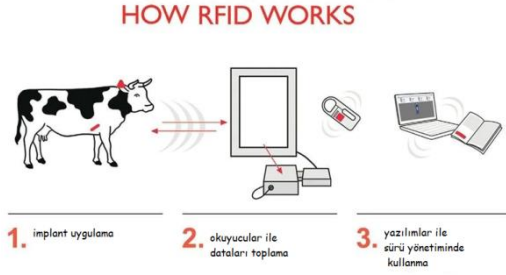 HOW RFID WORKS
1. implant uygulama
2. okuyucular ile
dataları toplama
3. yazılımlar ile
sürü yönetiminde
kullanma